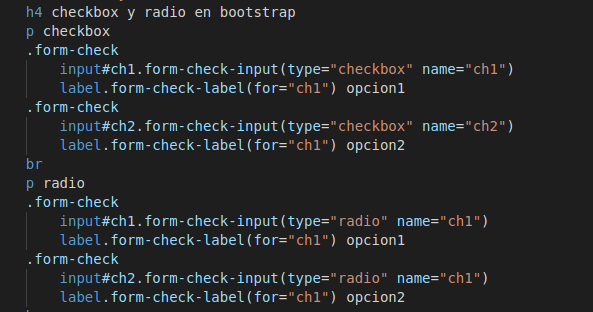 h4 checkbox y radio en bootstrap
p checkbox
.form-check
    input#ch1.form-check-input(type="checkbox" name="ch1")
    label.form-check-label(for="ch1") opcion1
.form-check
    input#ch2.form-check-input(type="checkbox" name="ch2")
    label.form-check-label(for="ch1") opcion2
br
p radio
.form-check
    input#ch1.form-check-input(type="radio" name="ch1")
    label.form-check-label(for="ch1") opcion1
.form-check
    input#ch2.form-check-input(type="radio" name="ch1")
    label.form-check-label(for="ch1") opcion2